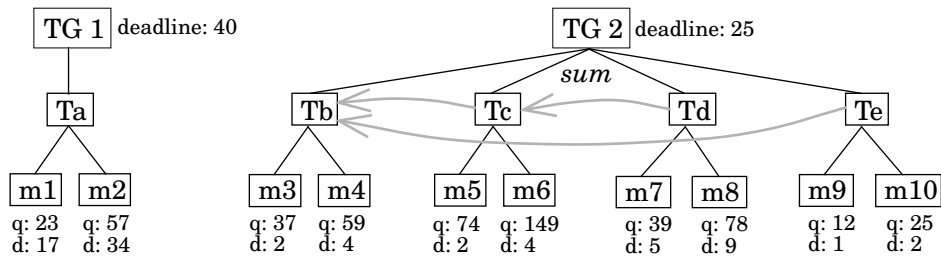 TG 1 deadline: 40 TG 2 deadline: 25
sum
Ta Tb Tc Td Te
m1 m2 m3 m4 m5 m6 m7 m8 m9 m10
q: 23 q: 57 q: 37 q: 59 q: 74 q: 149 q: 39 q: 78 q: 12 q: 25
d: 17 d: 34 d: 2 d: 4 d: 2 d: 4 d: 5 d: 9 d: 1 d: 2